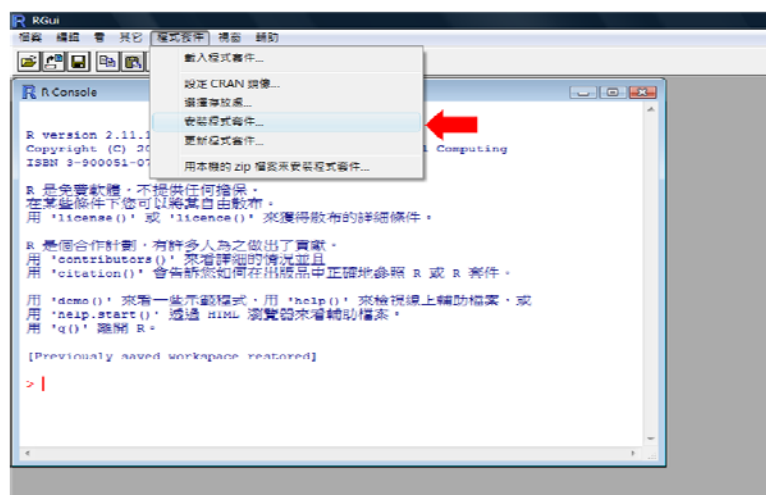 RGui
檔案 編輯 看 其它 程式套件 視窗 輔助
載入程式套件...
設定 CRAN 鏡像...
選擇存放處...
安裝程式套件...
更新程式套件...
用本機的 zip 檔案來安裝程式套件...
R Console
R version 2.11.1
Copyright (C) 20 l Computing
ISBN 3-900051-07
R 是免費軟體，不提供任何擔保。
在某些條件下您可以將其自由散布。
用 'license()' 或 'licence()' 來獲得散布的詳細條件。
R 是個合作計劃，有許多人為之做出了貢獻。
用 'contributors()' 來看詳細的情況並且
用 'citation()' 會告訴您如何在出版品中正確地參照 R 或 R 套件。
用 'demo()' 來看一些示範程式，用 'help()' 來檢視線上輔助檔案，或
用 'help.start()' 透過 HTML 瀏覽器來看輔助檔案。
用 'q()' 離開 R。
[Previously saved workspace restored]
>